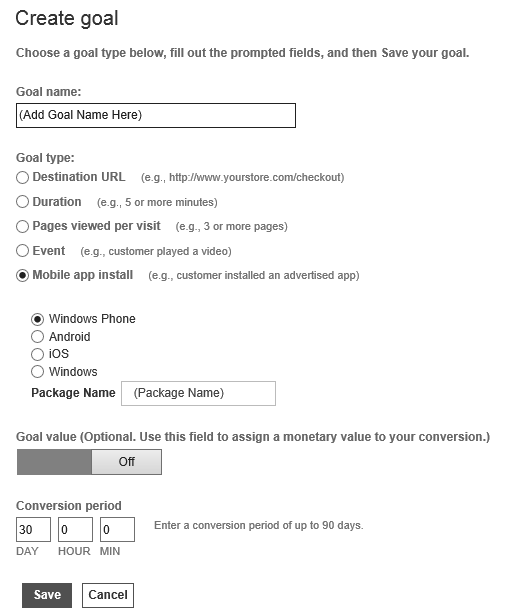 Create goal
Choose a goal type below, fill out the prompted fields, and then Save your goal.
Goal name:
(Add Goal Name Here)
Goal type:
Destination URL (e.g., http://www.yourstore.com/checkout)
Duration (e.g., 5 or more minutes)
Pages viewed per visit (e.g., 3 or more pages)
Event (e.g., customer played a video)
Mobile app install (e.g., customer installed an advertised app)
Windows Phone
Android
iOS
Windows
Package Name (Package Name)
Goal value (Optional. Use this field to assign a monetary value to your conversion.)
Off
Conversion period
30 0 0 Enter a conversion period of up to 90 days.
DAY HOUR MIN
Save Cancel